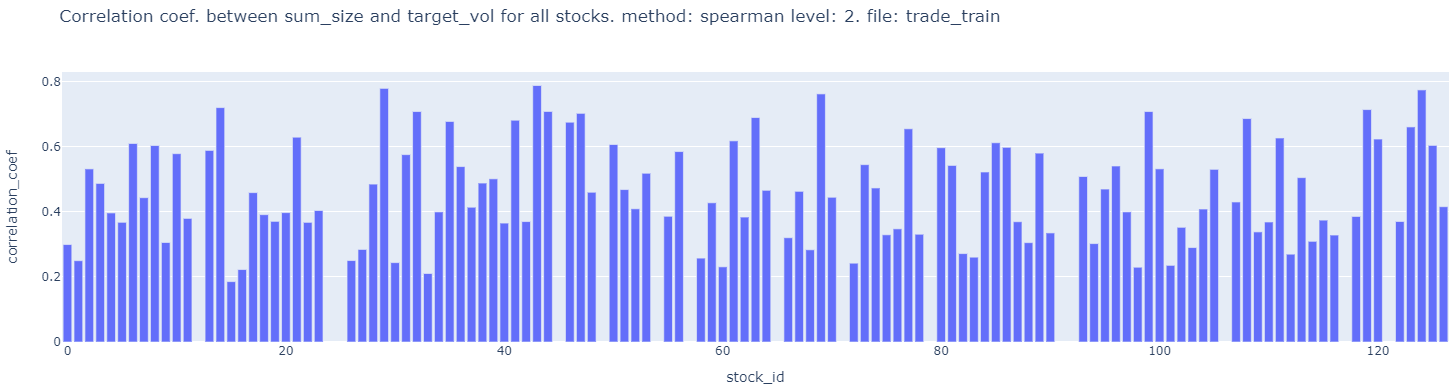 Correlation coef. between sum_size and target_vol for all stocks. method: spearman level: 2. file: trade_train
correlation_coef
0.8
0.6
0.4
0.2
0
0 20 40 60 80 100 120
stock_id